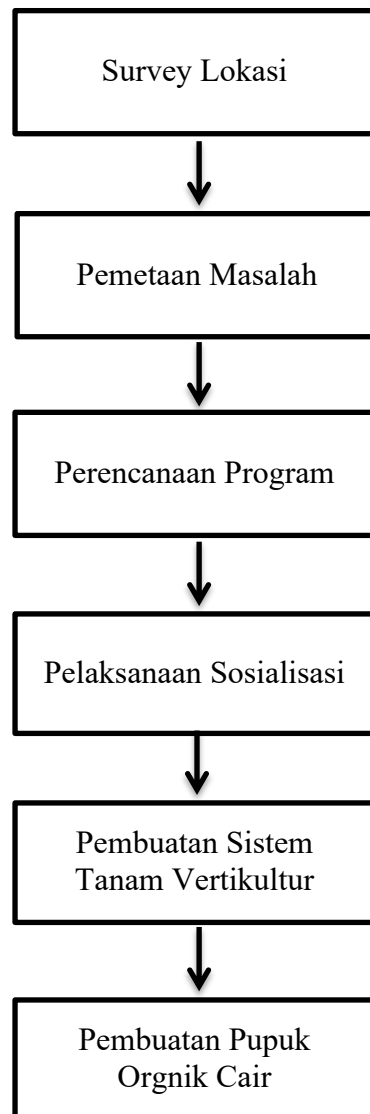 Survey Lokasi
Pemetaan Masalah
Perencanaan Program
Pelaksanaan Sosialisasi
Pembuatan Sistem
Tanam Vertikultur
Pembuatan Pupuk
Orgnik Cair